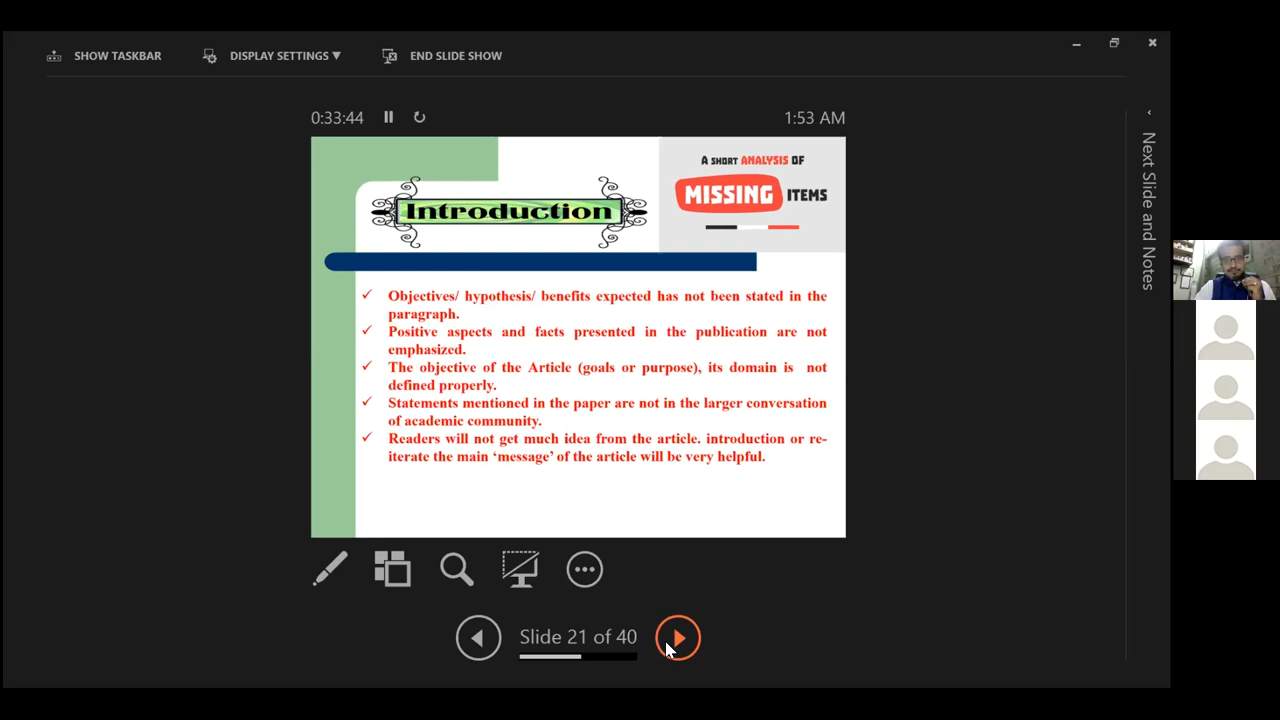 SHOW TASKBAR
DISPLAY SETTINGS ▼
END SLIDE SHOW
0:33:44
1:53 AM
A SHORT ANALYSIS OF
MISSING ITEMS
Introduction
✓ Objectives/ hypothesis/ benefits expected has not been stated in the
paragraph.
✓ Positive aspects and facts presented in the publication are not
emphasized.
✓ The objective of the Article (goals or purpose), its domain is not
defined properly.
✓ Statements mentioned in the paper are not in the larger conversation
of academic community.
✓ Readers will not get much idea from the article. introduction or re-
iterate the main ‘message’ of the article will be very helpful.
Slide 21 of 40
Next Slide and Notes